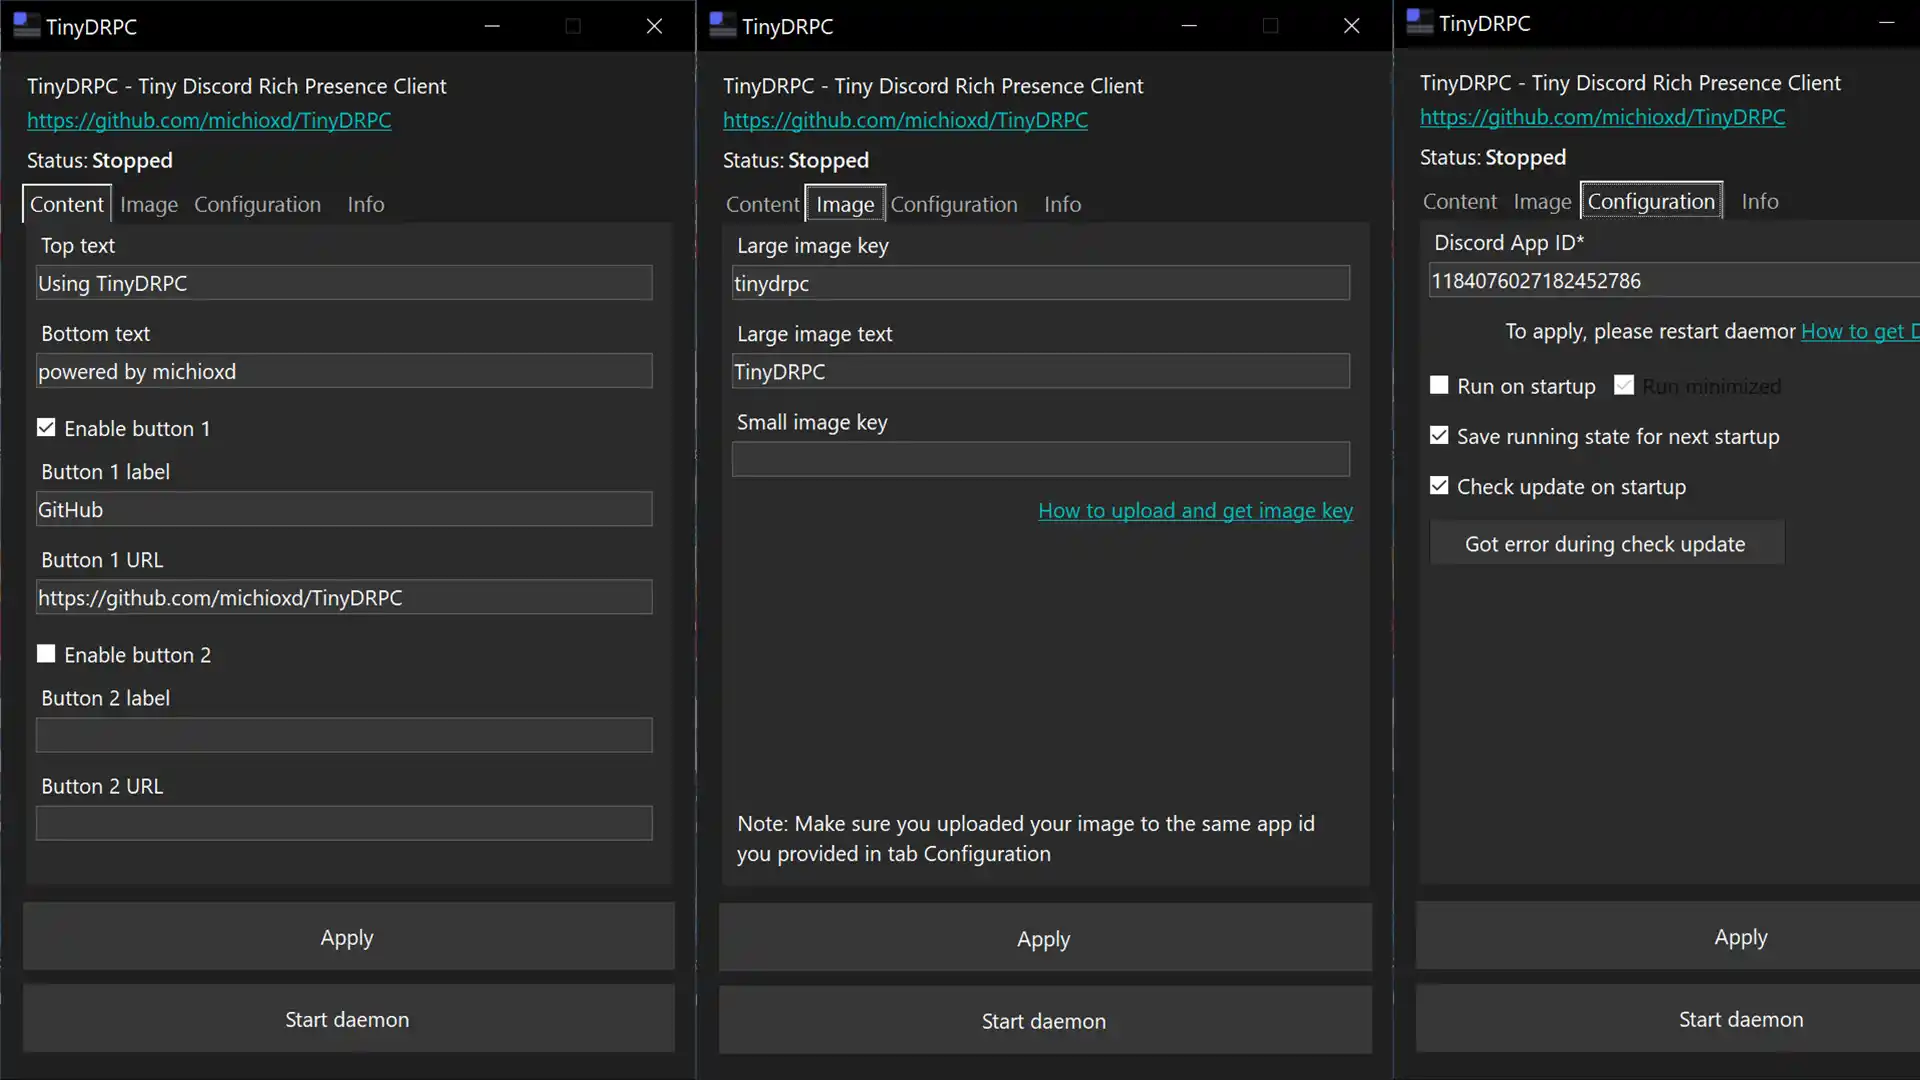 TinyDRPC
TinyDRPC - Tiny Discord Rich Presence Client
https://github.com/michioxd/TinyDRPC
Status: Stopped
Content Image Configuration Info
Top text
Using TinyDRPC
Bottom text
powered by michioxd
Enable button 1
Button 1 label
GitHub
Button 1 URL
https://github.com/michioxd/TinyDRPC
Enable button 2
Button 2 label
Button 2 URL
Apply
Start daemon
TinyDRPC
TinyDRPC - Tiny Discord Rich Presence Client
https://github.com/michioxd/TinyDRPC
Status: Stopped
Content Image Configuration Info
Large image key
tinydrpc
Large image text
TinyDRPC
Small image key
How to upload and get image key
Note: Make sure you uploaded your image to the same app id
you provided in tab Configuration
Apply
Start daemon
TinyDRPC
TinyDRPC - Tiny Discord Rich Presence Client
https://github.com/michioxd/TinyDRPC
Status: Stopped
Content Image Configuration Info
Discord App ID*
1184076027182452786
To apply, please restart daemor How to get
Run on startup Run minimized
Save running state for next startup
Check update on startup
Got error during check update
Apply
Start daemon